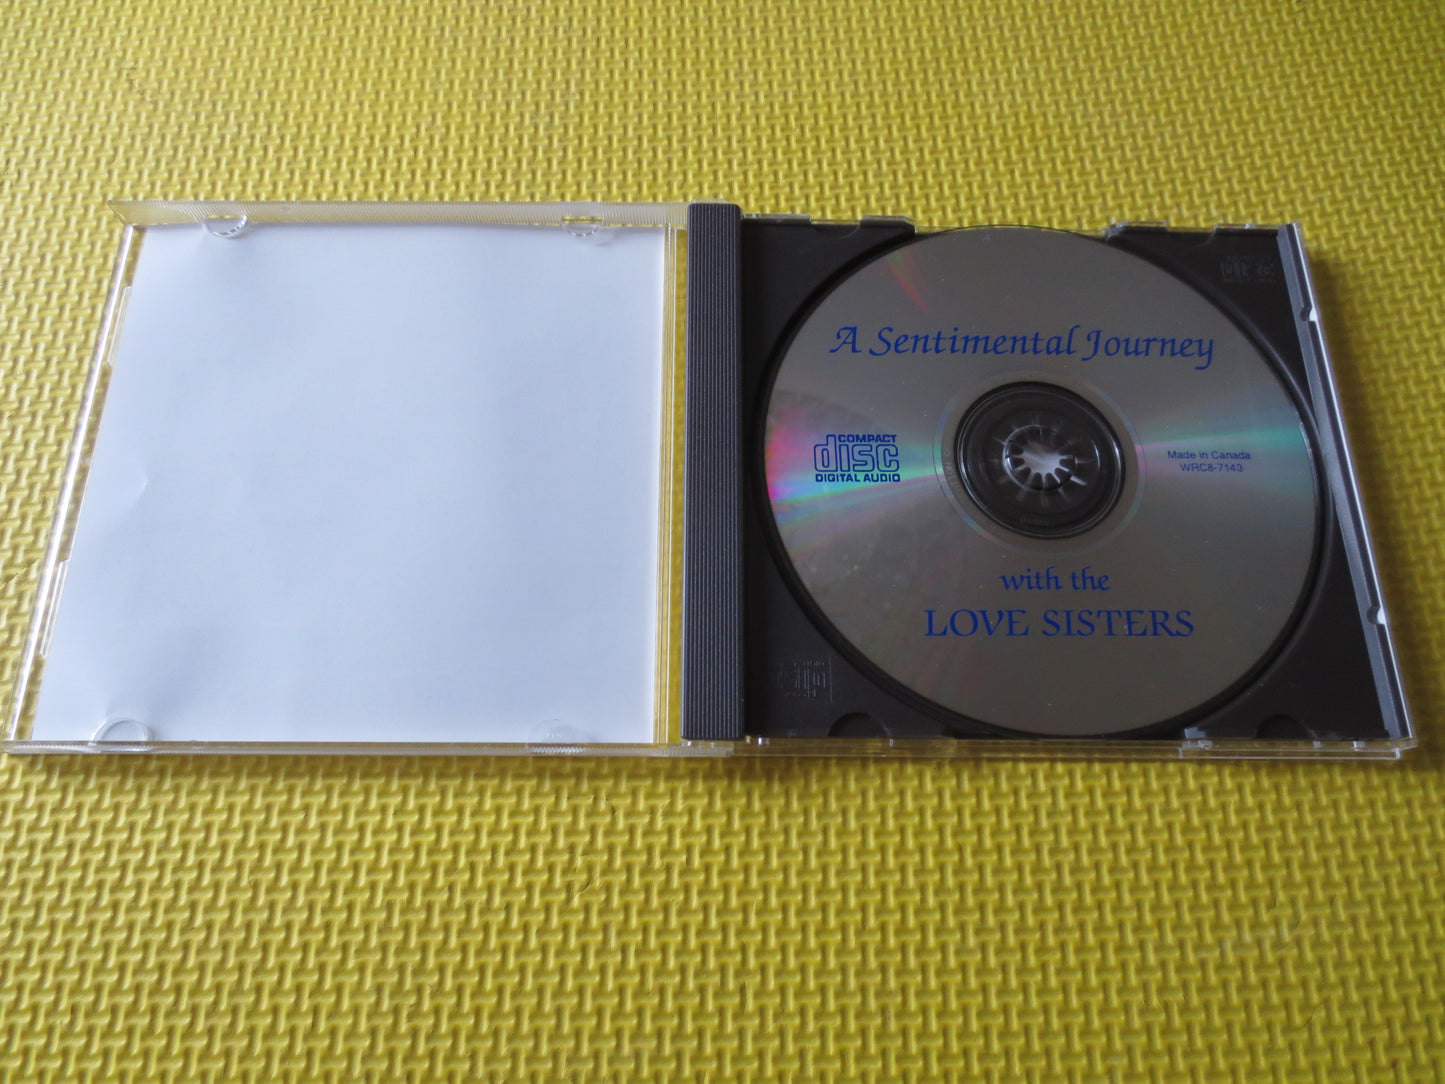 A Sentimental Journey
COMPACT
disc
DIGITAL AUDIO
Made in Canada
WRC8-7143
with the
LOVE SISTERS